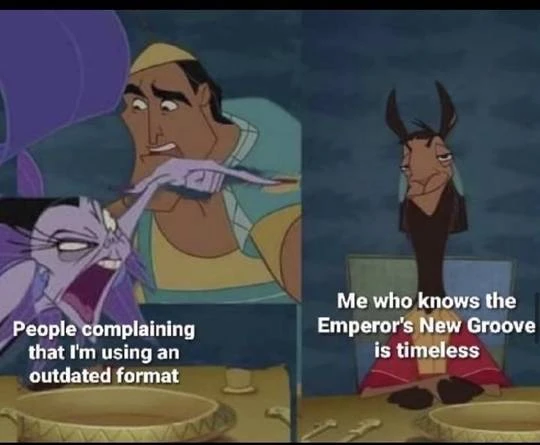 People complaining
that I'm using an
outdated format
Me who knows the
Emperor's New Groove
is timeless